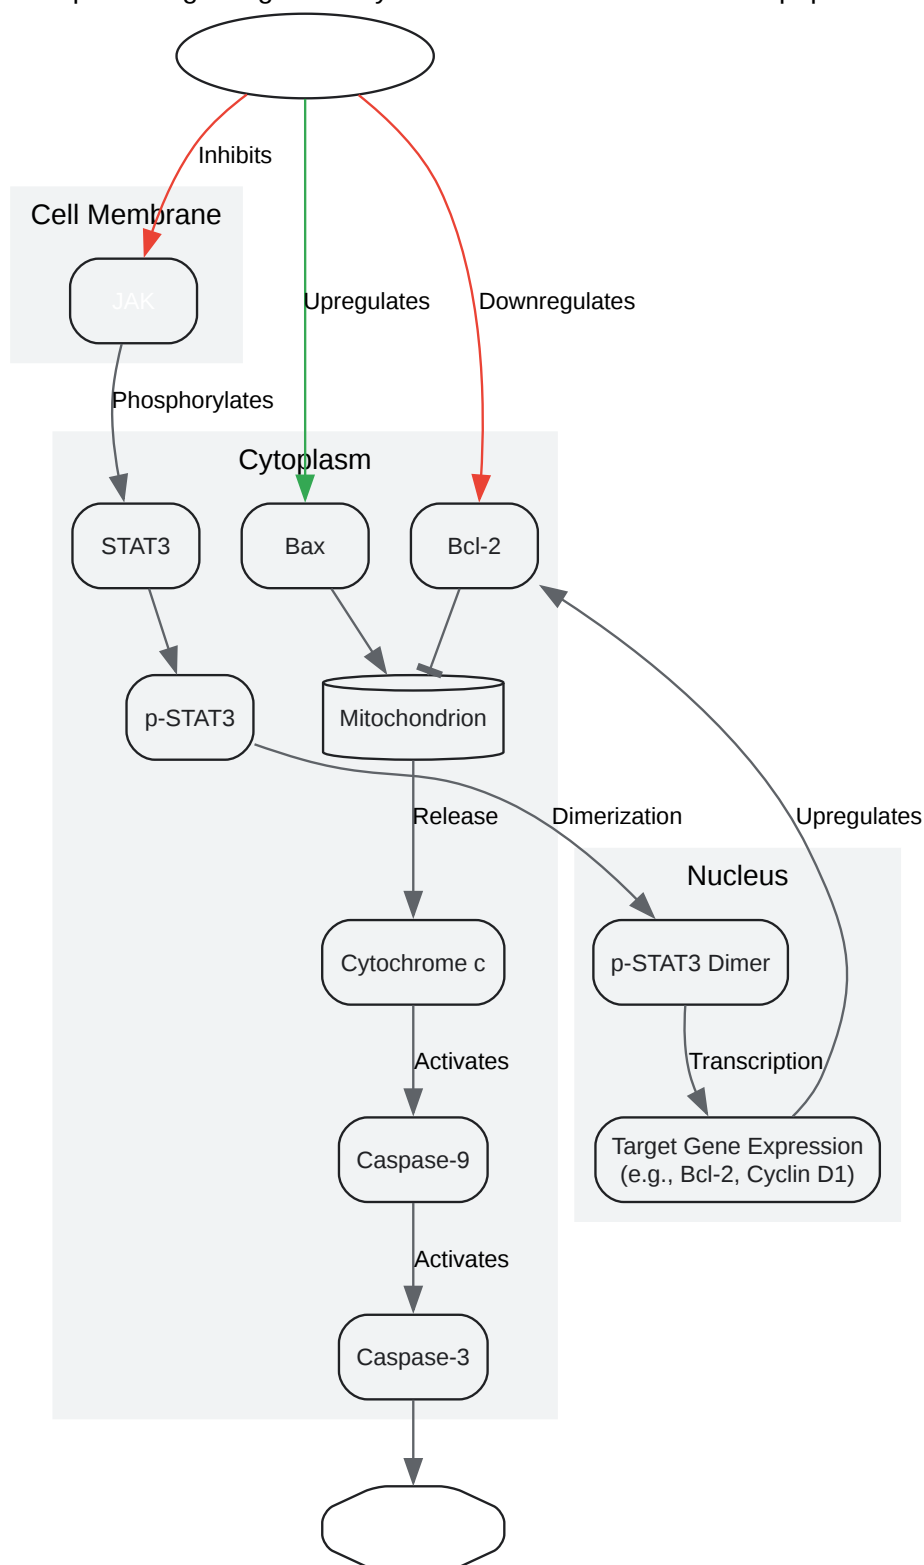 Inhibits
Cell Membrane
JAK
Upregulates
Downregulates
Phosphorylates
Cytoplasm
STAT3
Bax
Bcl-2
p-STAT3
Mitochondrion
Release
Dimerization
Upregulates
Nucleus
Cytochrome c
p-STAT3 Dimer
Activates
Transcription
Caspase-9
Target Gene Expression
(e.g., Bcl-2, Cyclin D1)
Activates
Caspase-3